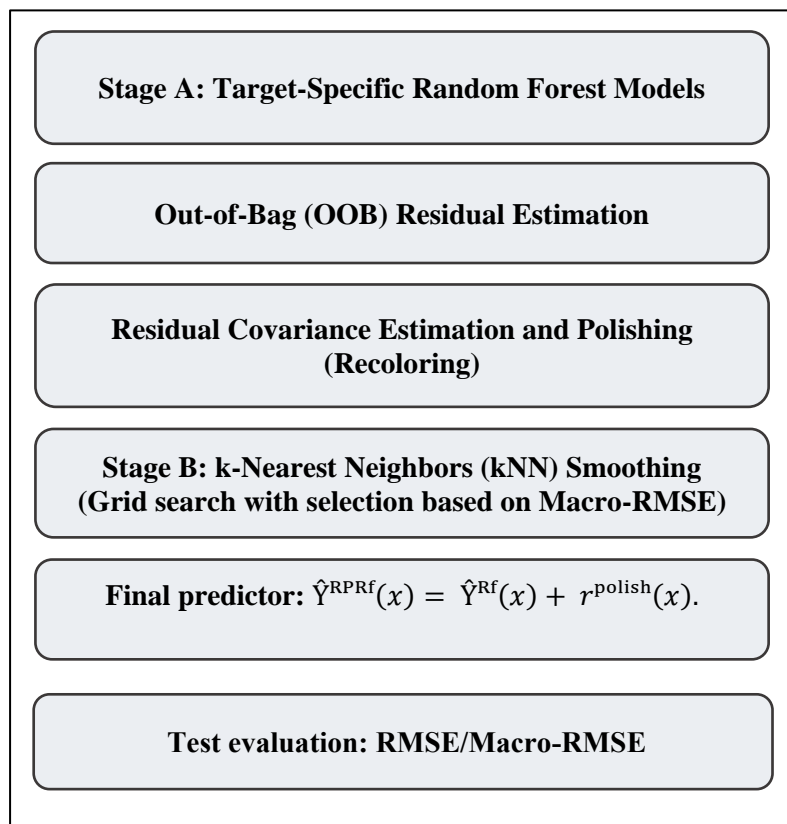 Stage A: Target-Specific Random Forest Models
Out-of-Bag (OOB) Residual Estimation
Residual Covariance Estimation and Polishing
(Recoloring)
Stage B: k-Nearest Neighbors (kNN) Smoothing
(Grid search with selection based on Macro-RMSE)
Final predictor: Ŷ^RPRf(𝑥) = Ŷ^Rf(𝑥) + 𝑟^polish(𝑥).
Test evaluation: RMSE/Macro-RMSE